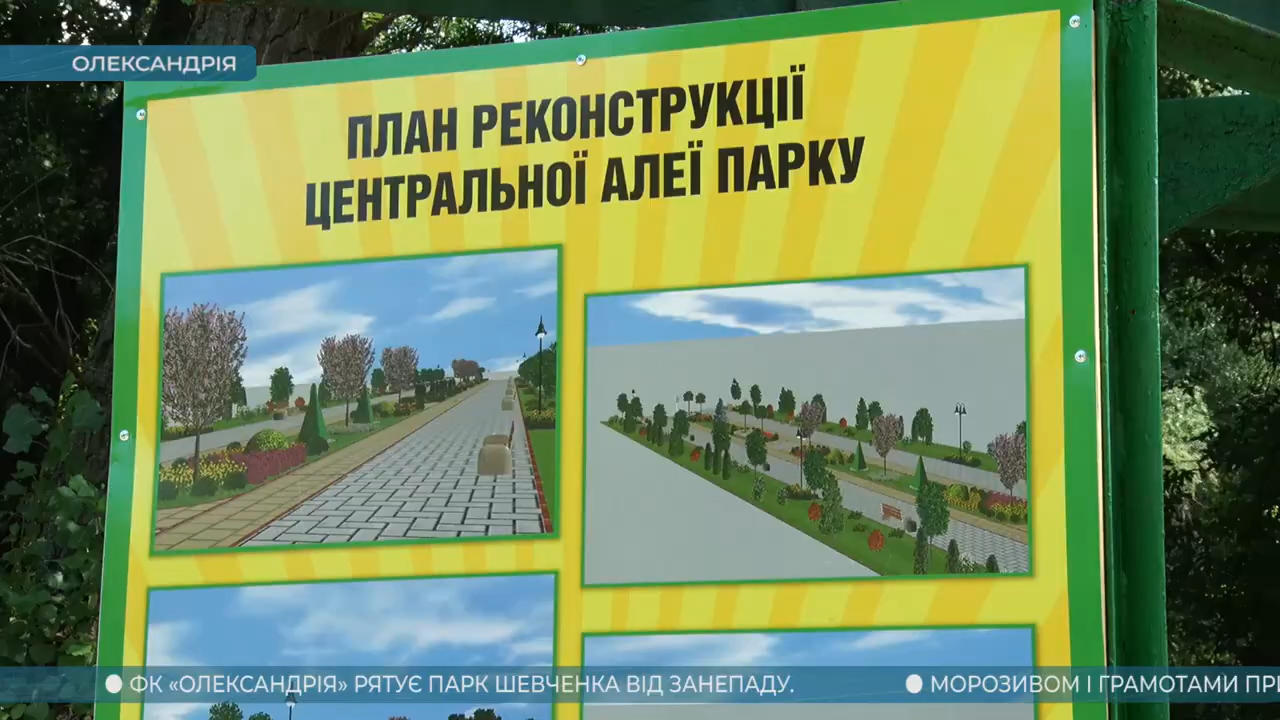 ОЛЕКСАНДРІЯ
ПЛАН РЕКОНСТРУКЦІЇ
ЦЕНТРАЛЬНОЇ АЛЕЇ ПАРКУ
ФК «ОЛЕКСАНДРІЯ» РЯТУЄ ПАРК ШЕВЧЕНКА ВІД ЗАНЕПАДУ.
МОРОЗИВОМ І ГРАМОТАМИ